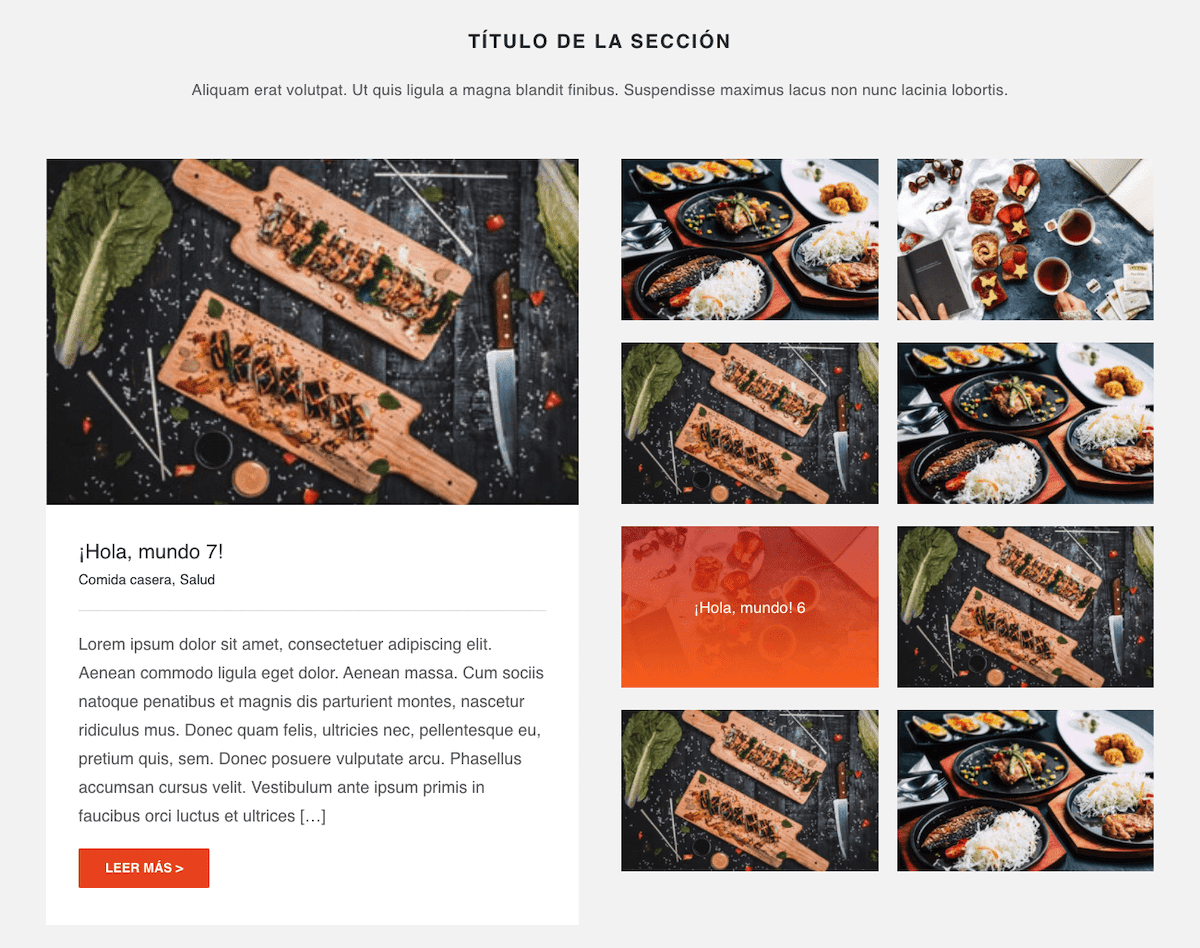 TÍTULO DE LA SECCIÓN
Aliquam erat volutpat. Ut quis ligula a magna blandit finibus. Suspendisse maximus lacus non nunc lacinia lobortis.
¡Hola, mundo 7!
Comida casera, Salud
Lorem ipsum dolor sit amet, consectetuer adipiscing elit.
Aenean commodo ligula eget dolor. Aenean massa. Cum sociis
natoque penatibus et magnis dis parturient montes, nascetur
ridiculus mus. Donec quam felis, ultricies nec, pellentesque eu,
pretium quis, sem. Donec posuere vulputate arcu. Phasellus
accumsan cursus velit. Vestibulum ante ipsum primis in
faucibus orci luctus et ultrices […]
LEER MÁS >
¡Hola, mundo! 6